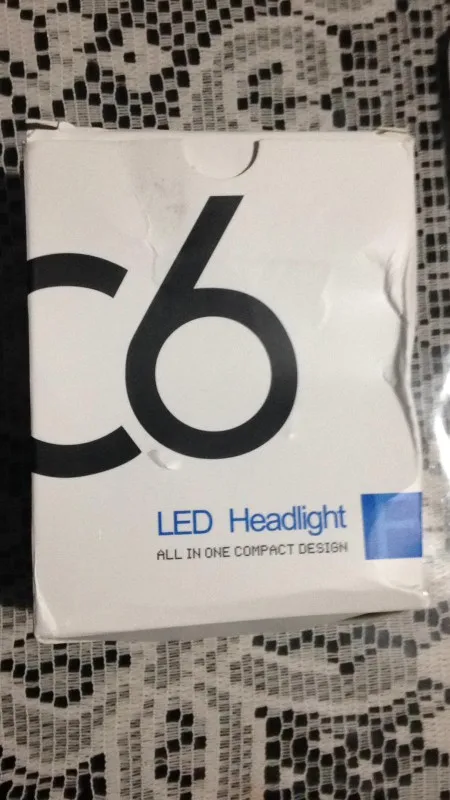 C6
LED Headlight
ALL IN ONE COMPACT DESIGN